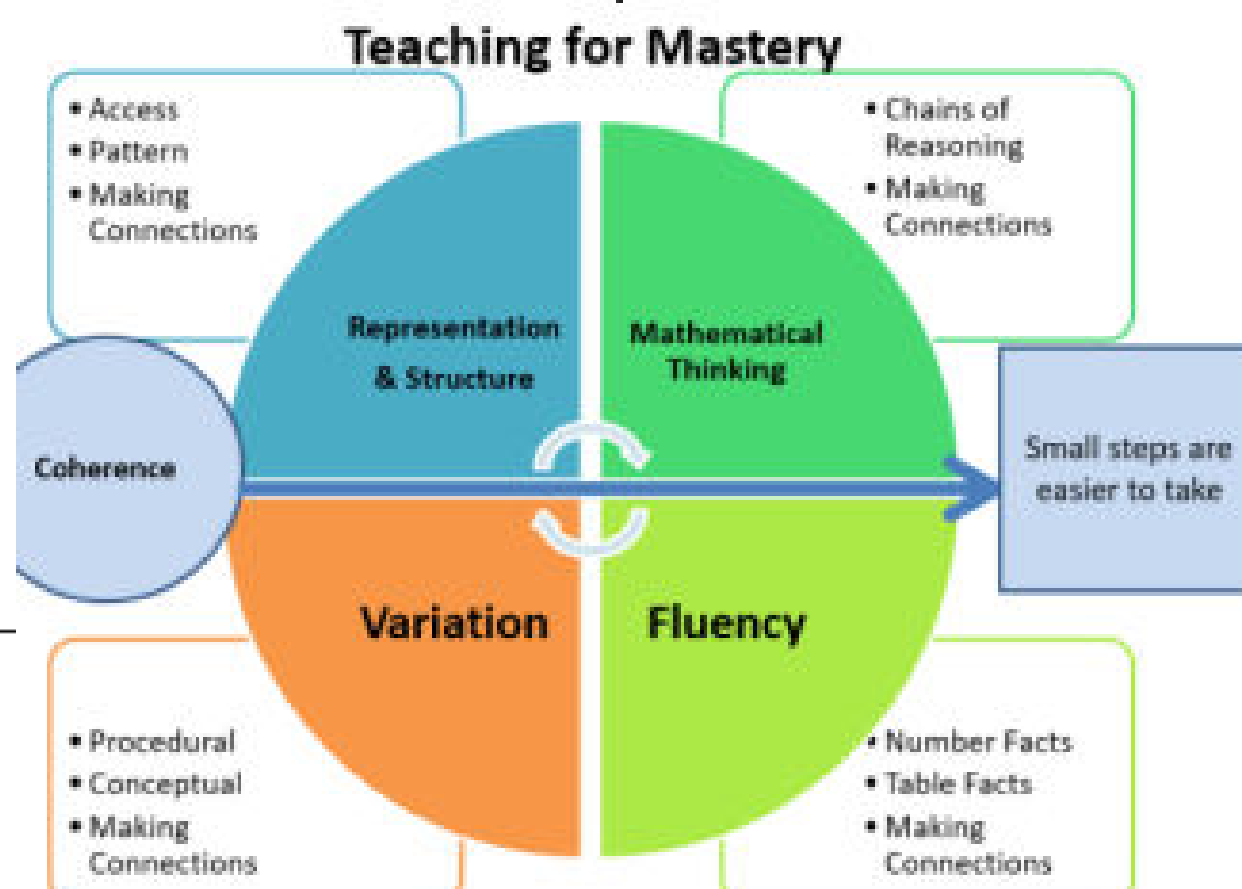 Teaching for Mastery
• Access
• Pattern
• Making
Connections
• Chains of
Reasoning
• Making
Connections
Representation
& Structure
Mathematical
Thinking
Coherence
Small steps are
easier to take
Variation
Fluency
• Procedural
• Conceptual
• Making
Connections
• Number Facts
• Table Facts
• Making
Connections